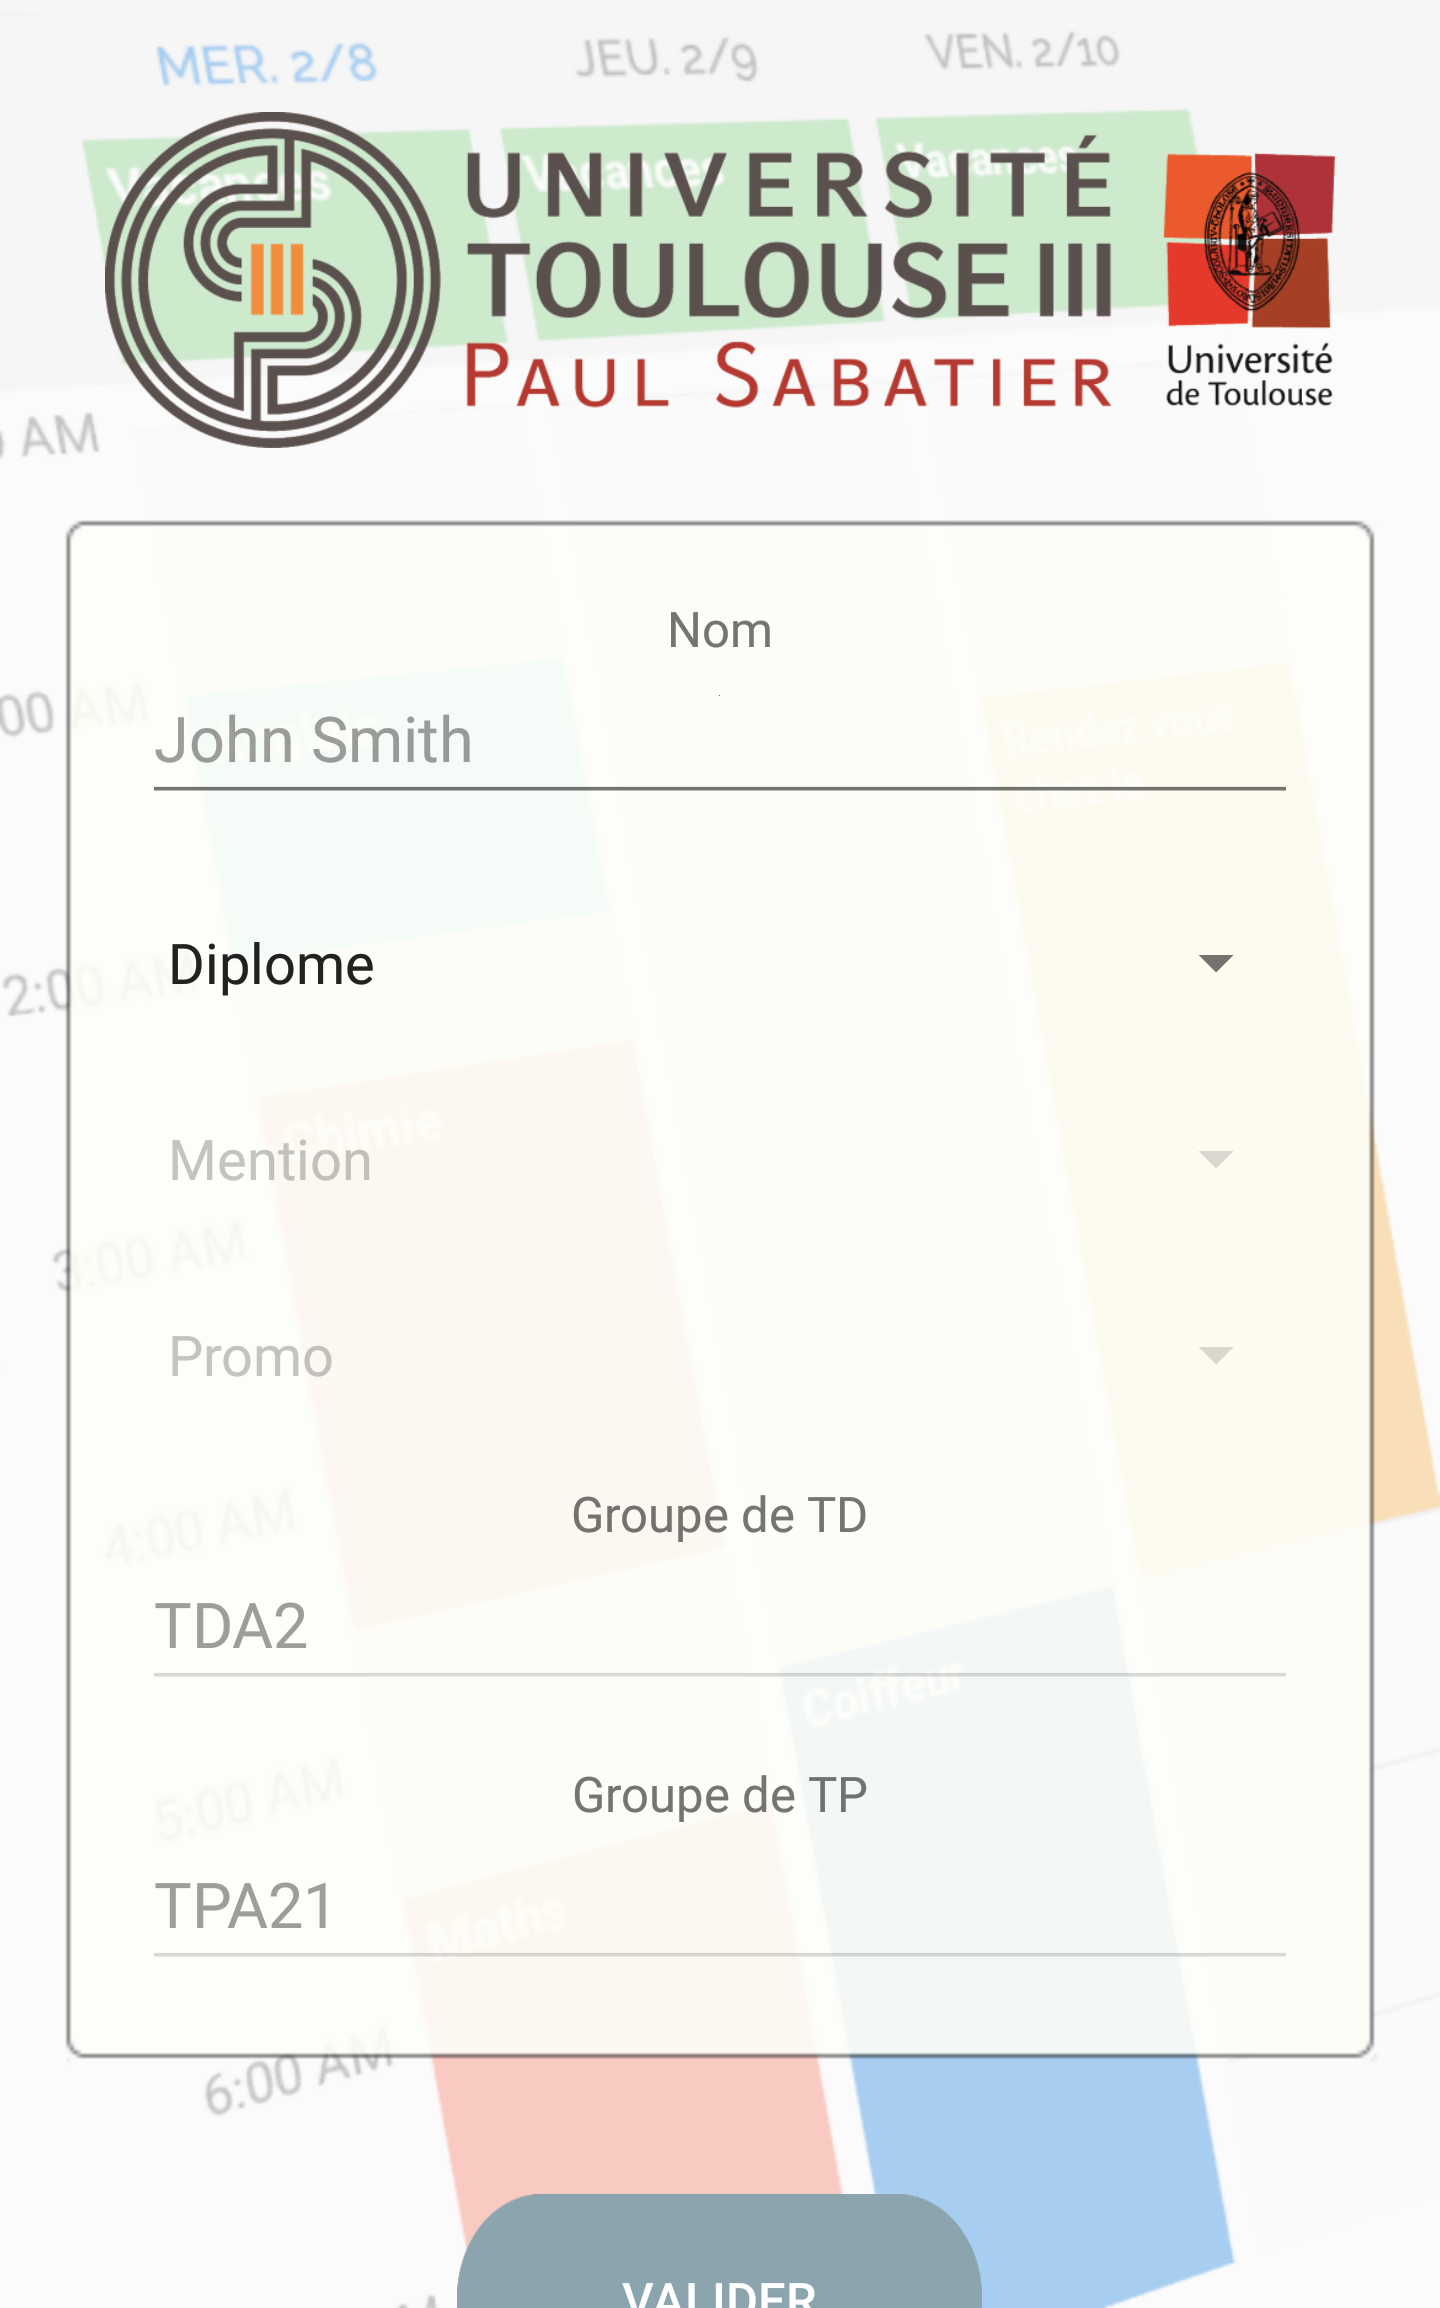 MER. 2/8 JEU. 2/9 VEN. 2/10
Vacances Vacances Vacances
UNIVERSITÉ
TOULOUSE III
PAUL SABATIER
Université
de Toulouse
AM
Nom
00 AM
John Smith
Rendez vous
chez le
Diplome
2:00 AM
Chimie
Mention
3:00 AM
Promo
4:00 AM
Groupe de TD
TDA2
Coiffeur
5:00 AM
Groupe de TP
TPA21
Maths
6:00 AM
VALIDER